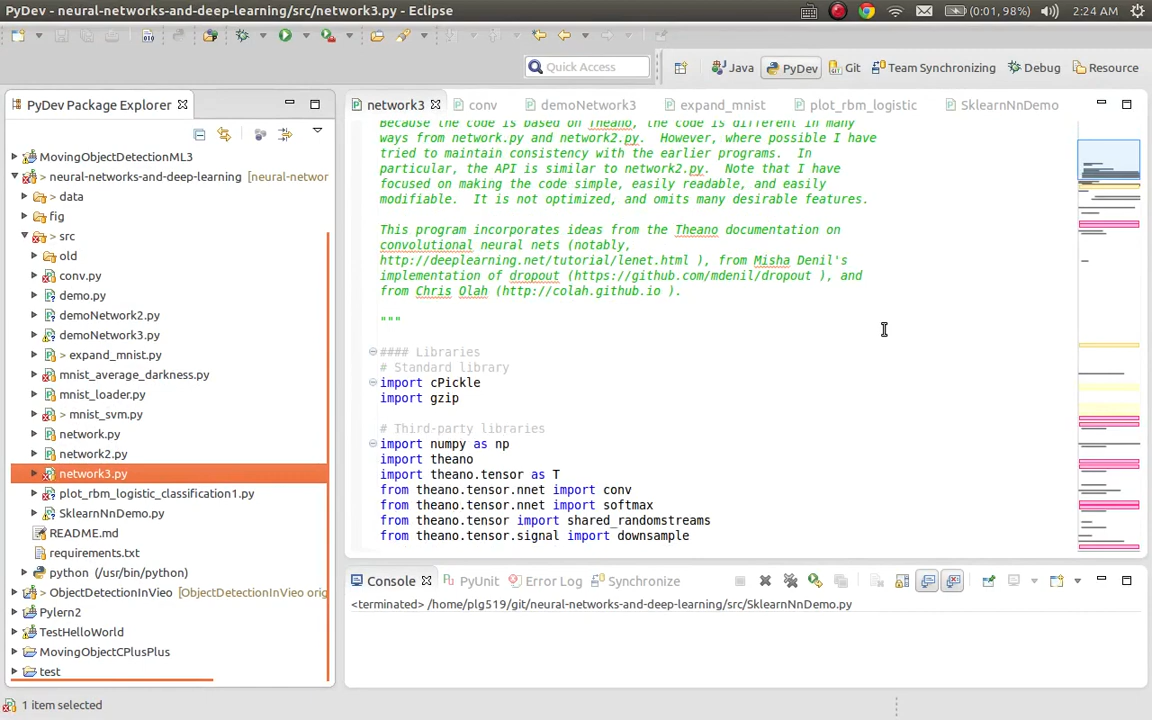 PyDev - neural-networks-and-deep-learning/src/network3.py - Eclipse
(0:01, 98%)
2:24 AM
Quick Access
Java
PyDev
Git
Team Synchronizing
Debug
Resource
PyDev Package Explorer
MovingObjectDetectionML3
> neural-networks-and-deep-learning [neural-networ
> data
fig
> src
old
conv.py
demo.py
demoNetwork2.py
demoNetwork3.py
> expand_mnist.py
mnist_average_darkness.py
mnist_loader.py
> mnist_svm.py
network.py
network2.py
network3.py
plot_rbm_logistic_classification1.py
SklearnNnDemo.py
README.md
requirements.txt
python (/usr/bin/python)
> ObjectDetectionInVieo [ObjectDetectionInVieo orig
Pylern2
TestHelloWorld
MovingObjectCPlusPlus
test
network3
conv
demoNetwork3
expand_mnist
plot_rbm_logistic
SklearnNnDemo
Because the code is based on Theano, the code is different in many
ways from network.py and network2.py. However, where possible I have
tried to maintain consistency with the earlier programs. In
particular, the API is similar to network2.py. Note that I have
focused on making the code simple, easily readable, and easily
modifiable. It is not optimized, and omits many desirable features.
This program incorporates ideas from the Theano documentation on
convolutional neural nets (notably,
http://deeplearning.net/tutorial/lenet.html ), from Misha Denil's
implementation of dropout (https://github.com/mdenil/dropout ), and
from Chris Olah (http://colah.github.io ).
"""
#### Libraries
# Standard library
import cPickle
import gzip
# Third-party libraries
import numpy as np
import theano
import theano.tensor as T
from theano.tensor.nnet import conv
from theano.tensor.nnet import softmax
from theano.tensor import shared_randomstreams
from theano.tensor.signal import downsample
Console
PyUnit
Error Log
Synchronize
<terminated> /home/plg519/git/neural-networks-and-deep-learning/src/SklearnNnDemo.py
1 item selected